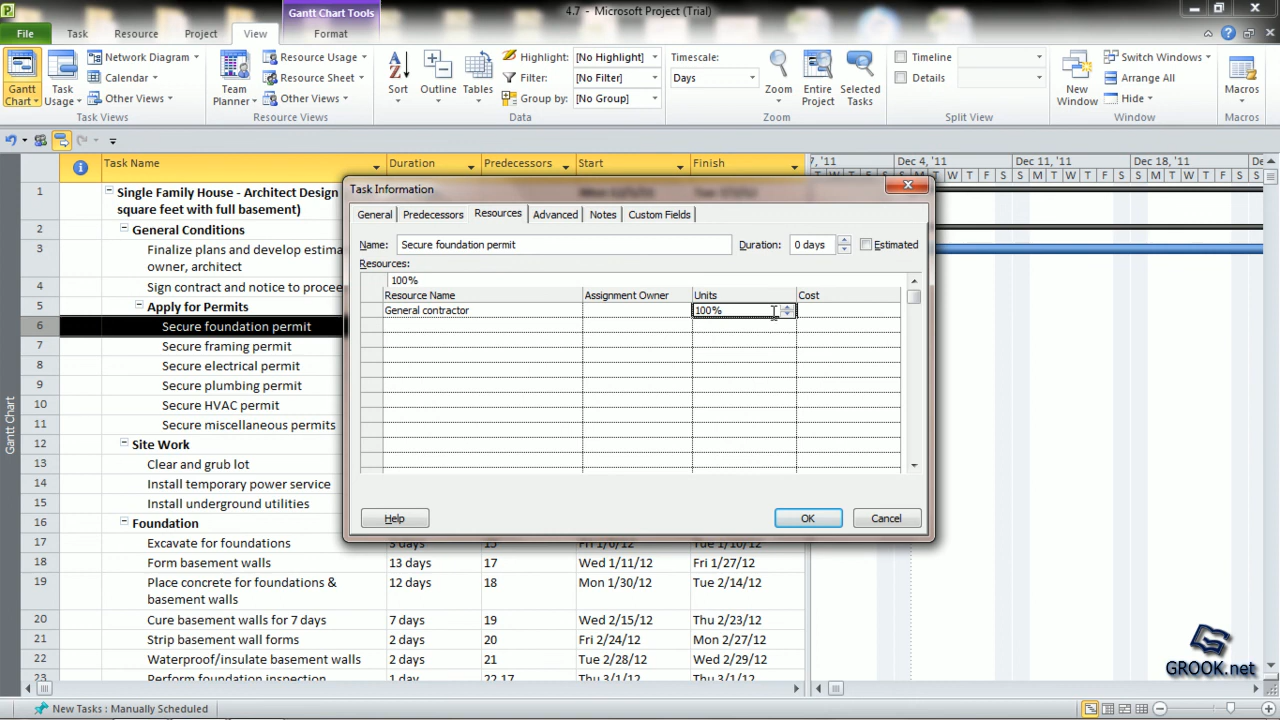 Gantt Chart Tools
4.7 - Microsoft Project (Trial)
File Task Resource Project View Format
Gantt Chart
Task Usage
Network Diagram
Calendar
Other Views
Task Views
Team Planner
Resource Usage
Resource Sheet
Other Views
Resource Views
Sort
Outline
Tables
Highlight: [No Highlight]
Filter: [No Filter]
Group by: [No Group]
Data
Timescale:
Days
Zoom
Entire Project
Selected Tasks
Zoom
Timeline
Details
Split View
New Window
Switch Windows
Arrange All
Hide
Window
Macros
Macros
Task Name Duration Predecessors Start Finish
7, '11 Dec 4, '11 Dec 11, '11 Dec 18, '11
T W T F S S M T W T F S S M T W T F S S M T W T F S S M
1 Single Family House - Architect Design
square feet with full basement)
2 General Conditions
3 Finalize plans and develop estima
owner, architect
4 Sign contract and notice to procee
5 Apply for Permits
6 Secure foundation permit
7 Secure framing permit
8 Secure electrical permit
9 Secure plumbing permit
10 Secure HVAC permit
11 Secure miscellaneous permits
12 Site Work
13 Clear and grub lot
14 Install temporary power service
15 Install underground utilities
16 Foundation
17 Excavate for foundations 3 days 15 Fri 1/6/12 Tue 1/10/12
18 Form basement walls 13 days 17 Wed 1/11/12 Fri 1/27/12
19 Place concrete for foundations & 12 days 18 Mon 1/30/12 Tue 2/14/12
basement walls
20 Cure basement walls for 7 days 7 days 19 Wed 2/15/12 Thu 2/23/12
21 Strip basement wall forms 2 days 20 Fri 2/24/12 Mon 2/27/12
22 Waterproof/insulate basement walls 2 days 21 Tue 2/28/12 Wed 2/29/12
Perform foundation inspection 1 day 22,17
Task Information
General Predecessors Resources Advanced Notes Custom Fields
Name: Secure foundation permit Duration: 0 days Estimated
Resources:
100%
Resource Name Assignment Owner Units Cost
General contractor 100%
Help OK Cancel
Gantt Chart
GROOK.net
New Tasks : Manually Scheduled